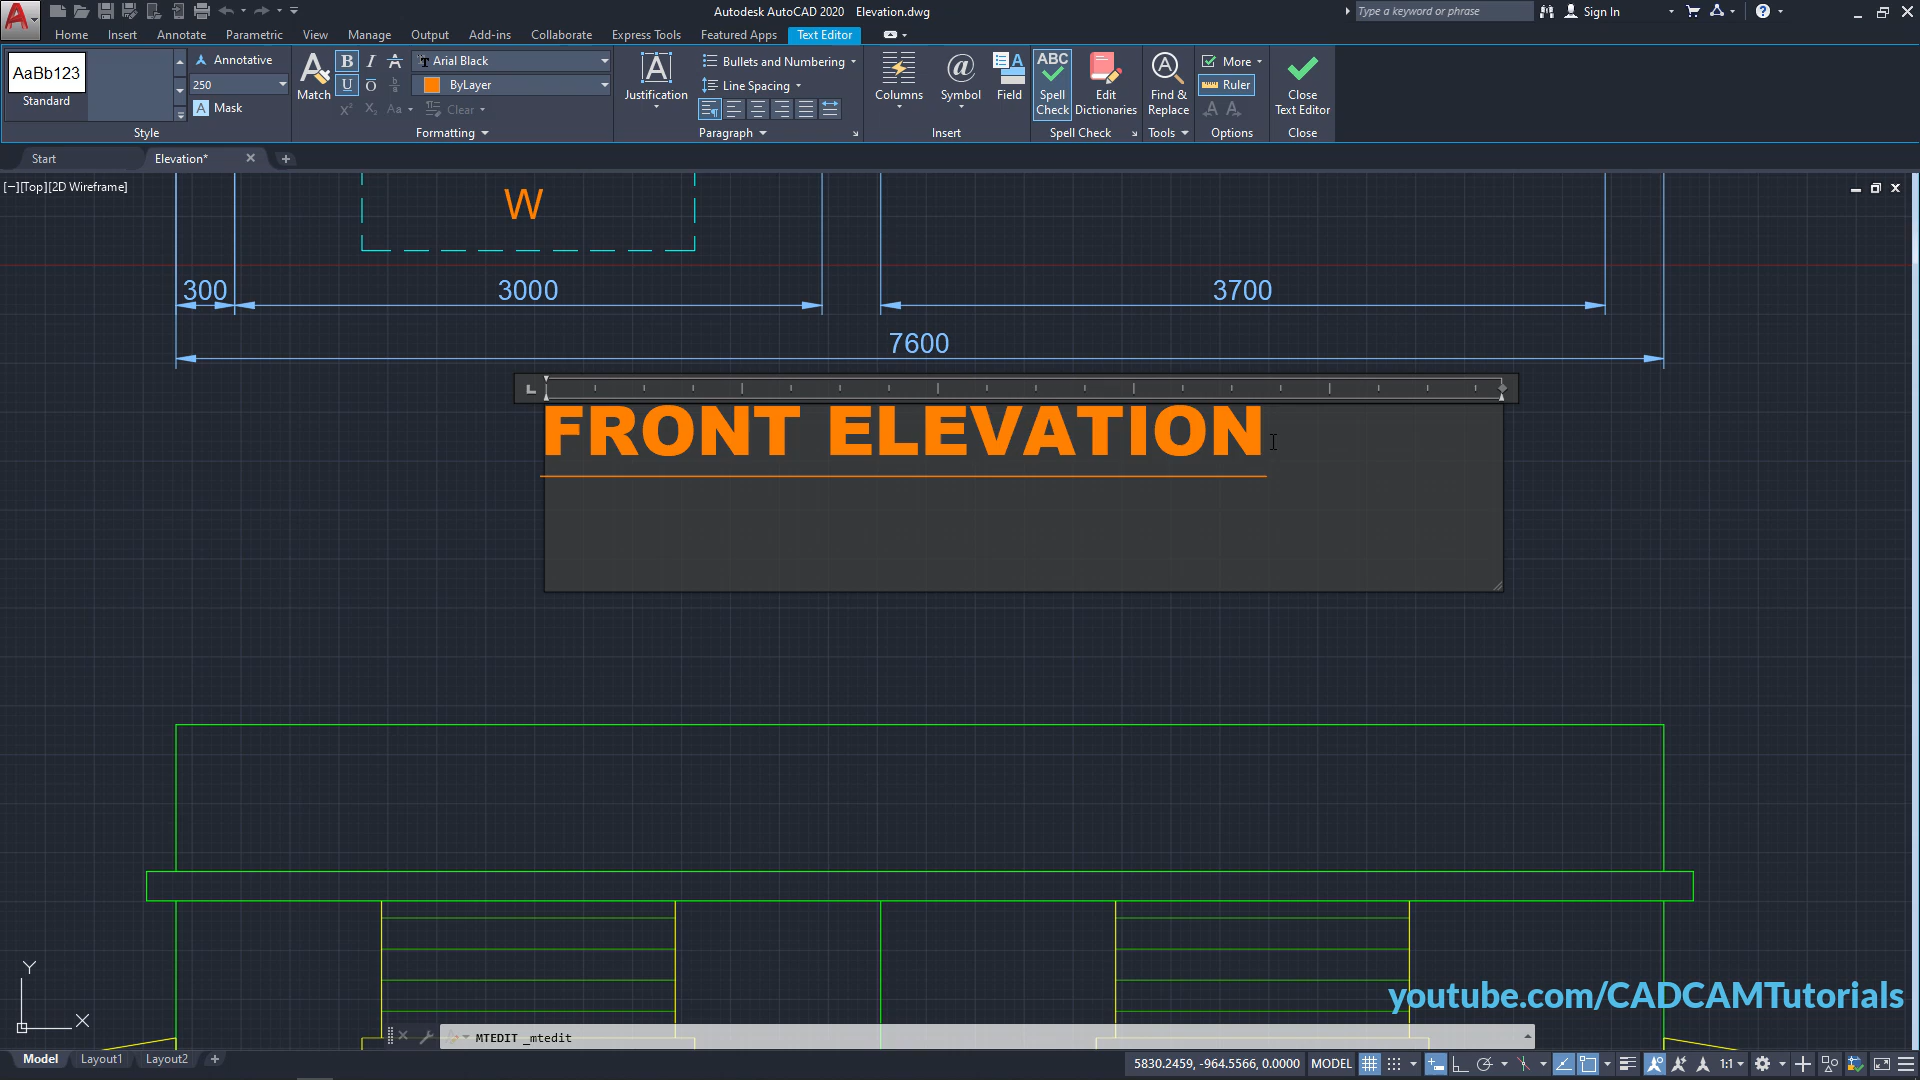 Autodesk AutoCAD 2020 Elevation.dwg
Type a keyword or phrase
Sign In
Home Insert Annotate Parametric View Manage Output Add-ins Collaborate Express Tools Featured Apps Text Editor
AaBb123
Standard
Annotative
250
Mask
Style
Match
B I
U
Arial Black
ByLayer
Aa
Clear
Formatting
Justification
Bullets and Numbering
Line Spacing
Paragraph
Columns
Symbol
Field
Insert
ABC
Spell
Check
Edit
Dictionaries
Spell Check
Find &
Replace
Tools
More
Ruler
Options
Close
Text Editor
Close
Start
Elevation*
[−][Top][2D Wireframe]
W
300
3000
3700
7600
FRONT ELEVATION
Y
X
youtube.com/CADCAMTutorials
MTEDIT _mtedit
Model Layout1 Layout2
5830.2459, -964.5566, 0.0000 MODEL
1:1